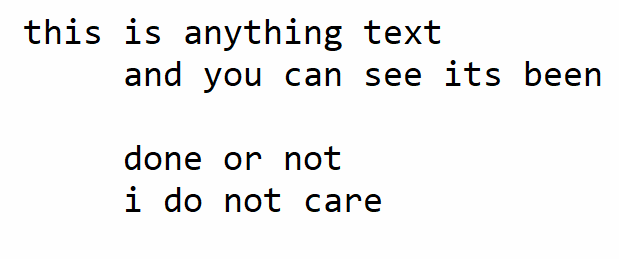 this is anything text
and you can see its been
done or not
i do not care